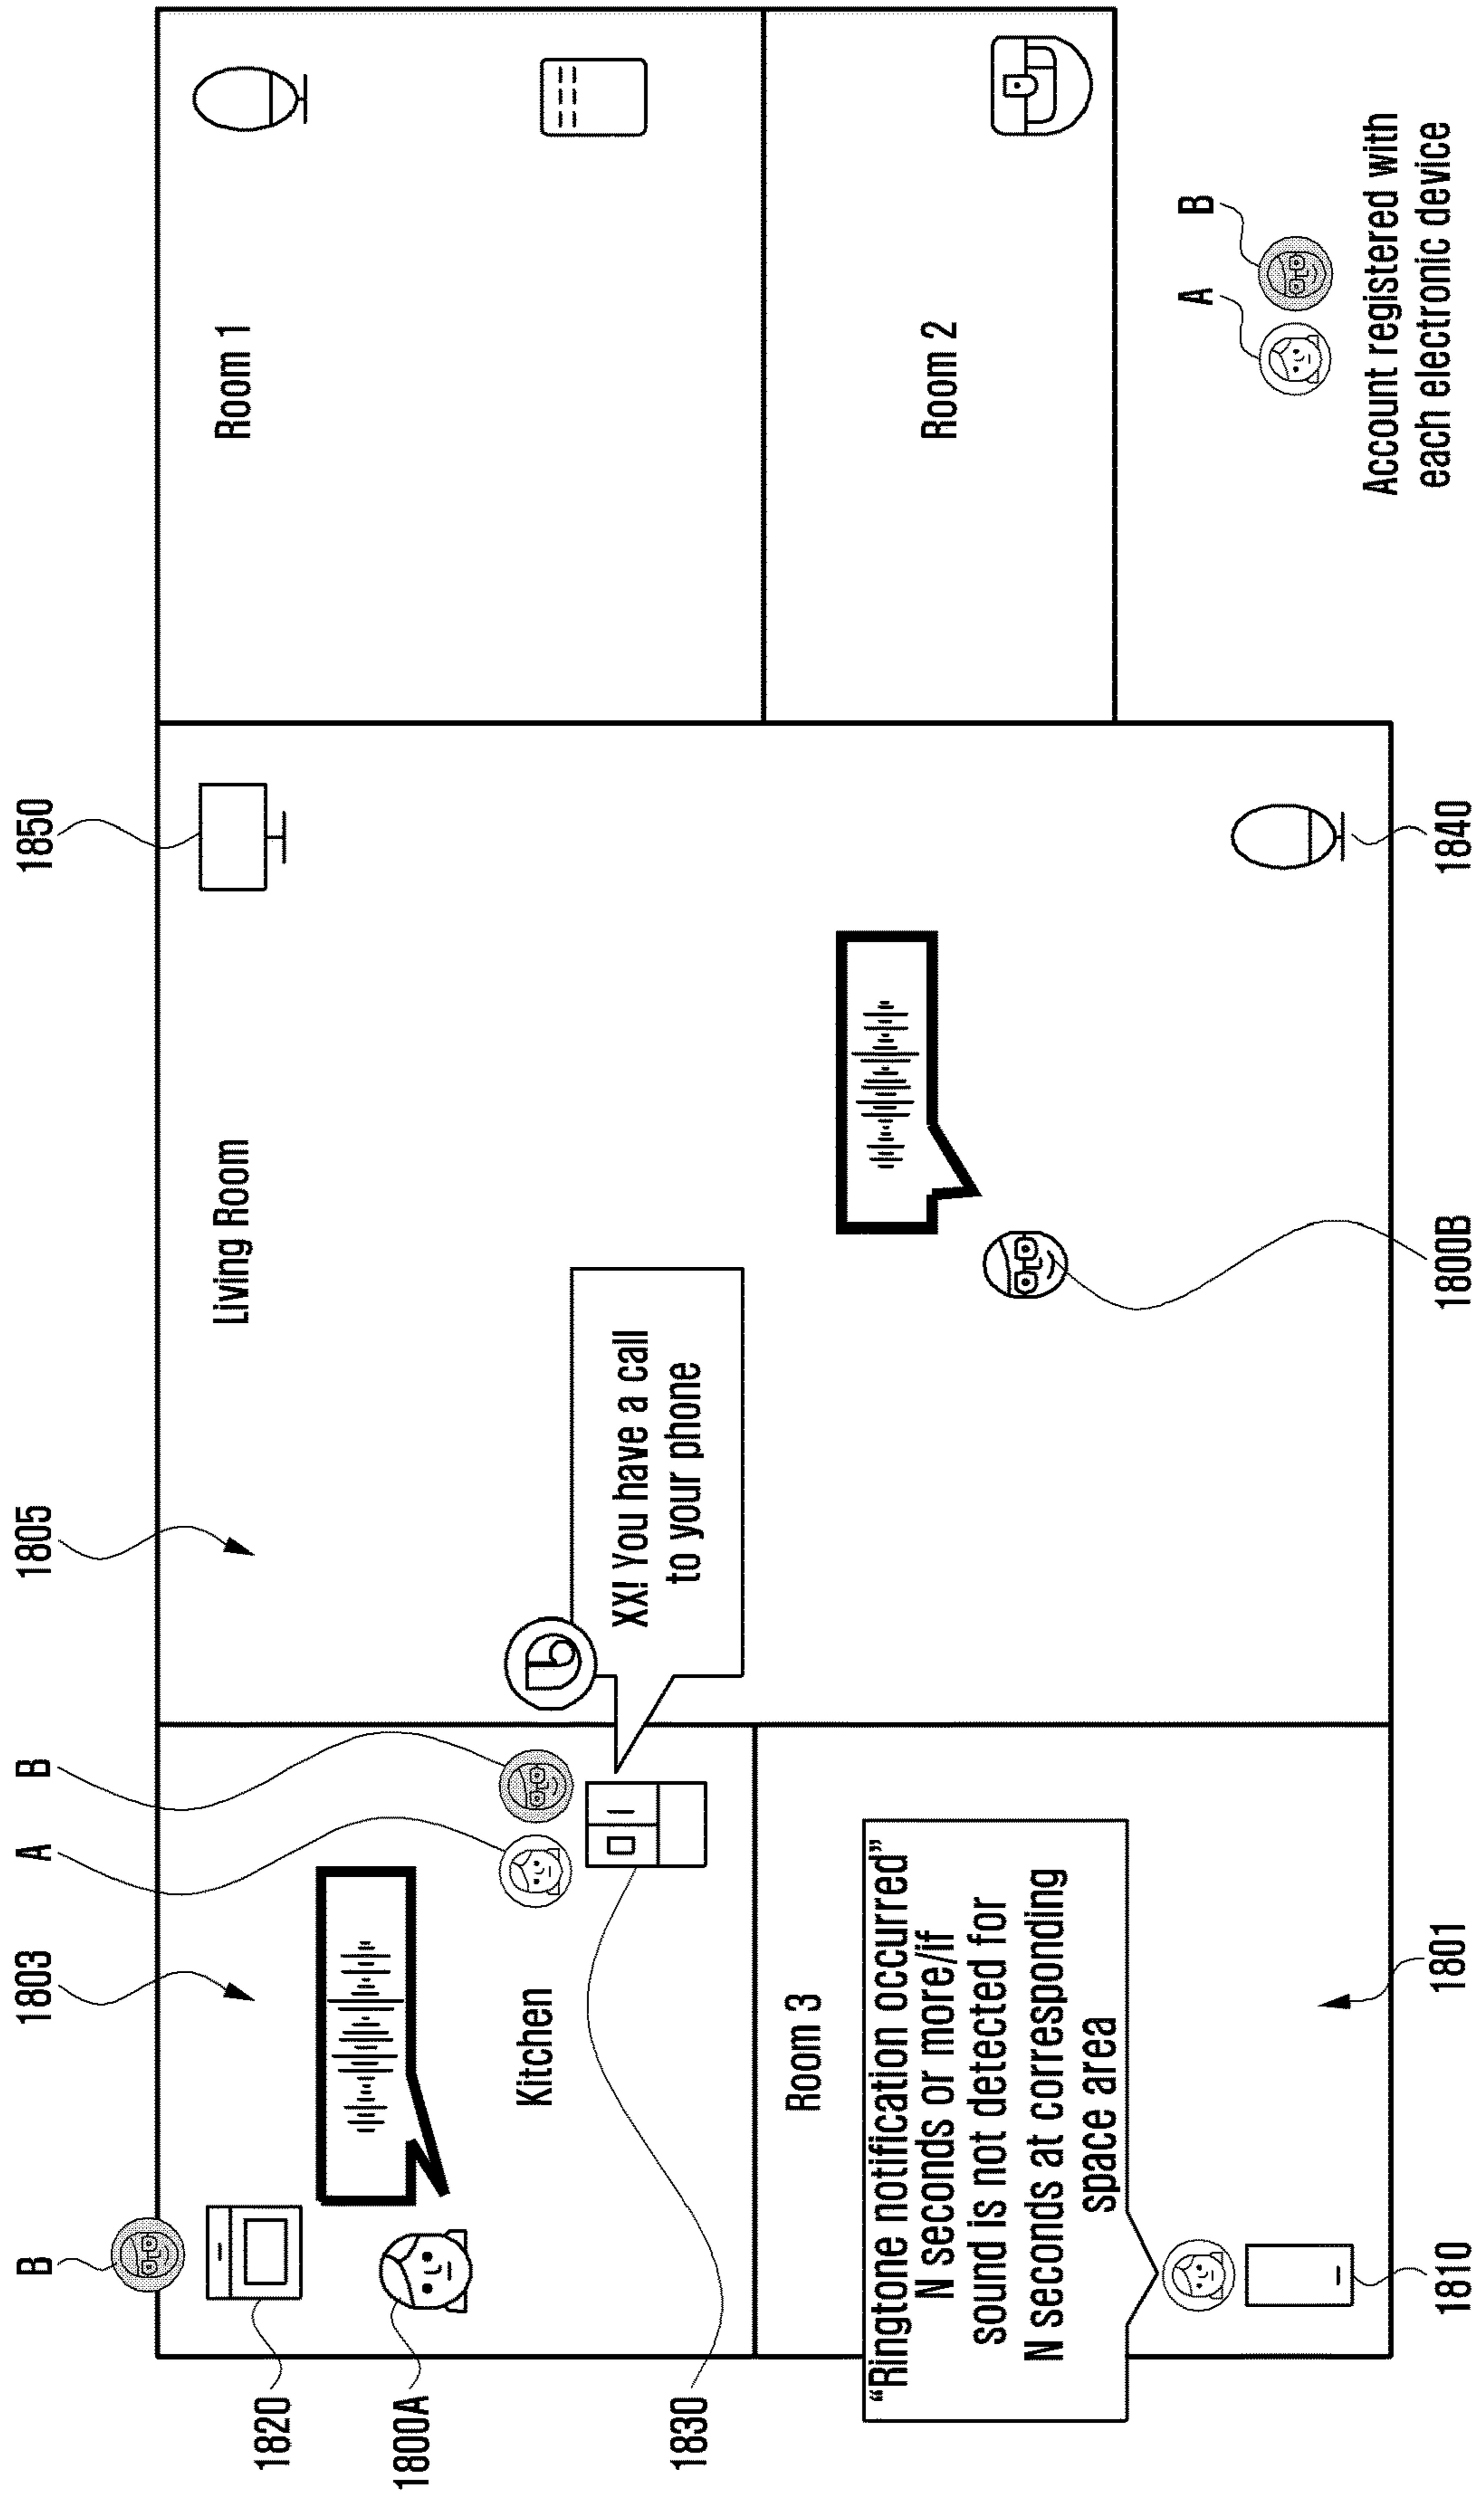 B
1803
A
B
1805
1850
Living Room
Room 1
1820
1800A
Kitchen
XX! You have a call
to your phone
1830
Room 3
“Ringtone notification occurred”
N seconds or more/if
sound is not detected for
N seconds at corresponding
space area
Room 2
A
B
Account registered with
each electronic device
1810
1801
1800B
1840